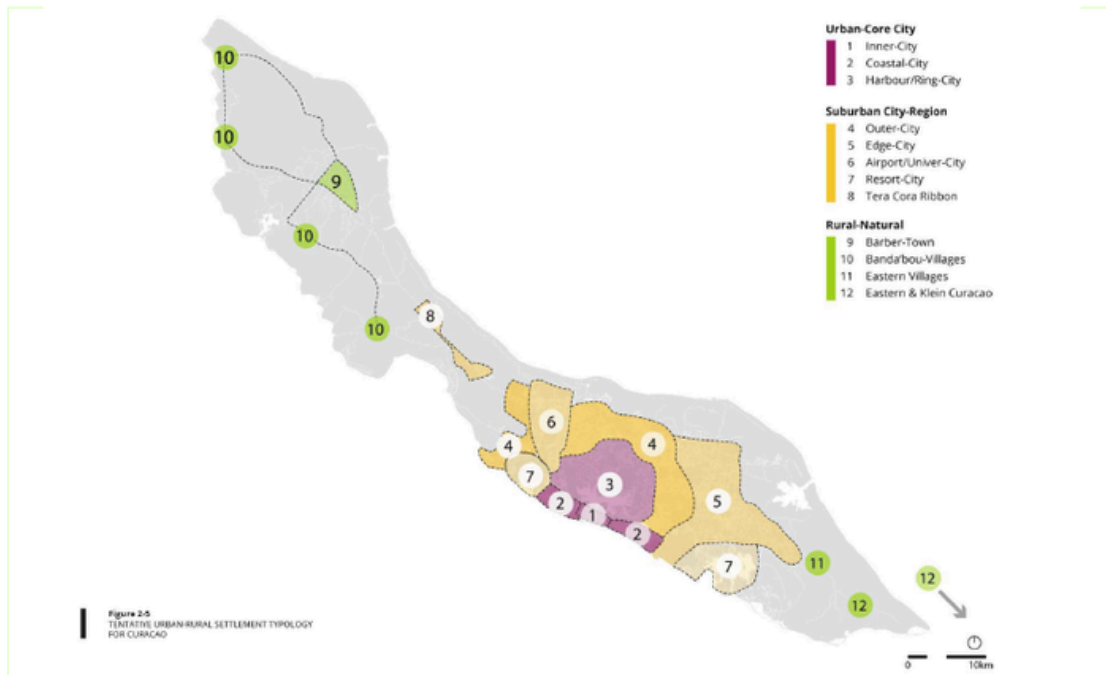 Urban-Core City
1 Inner-City
2 Coastal-City
3 Harbour/Ring-City
Suburban City-Region
4 Outer-City
5 Edge-City
6 Airport/Univer-City
7 Resort-City
8 Tera Cora Ribbon
Rural-Natural
9 Barber-Town
10 Banda'bou-Villages
11 Eastern Villages
12 Eastern & Klein Curacao
10
10
9
10
10
8
6
4
4
7
3
2
1
2
5
7
11
12
12
Figure 2-5
TENTATIVE URBAN-RURAL SETTLEMENT TYPOLOGY
FOR CURACAO
0 10km